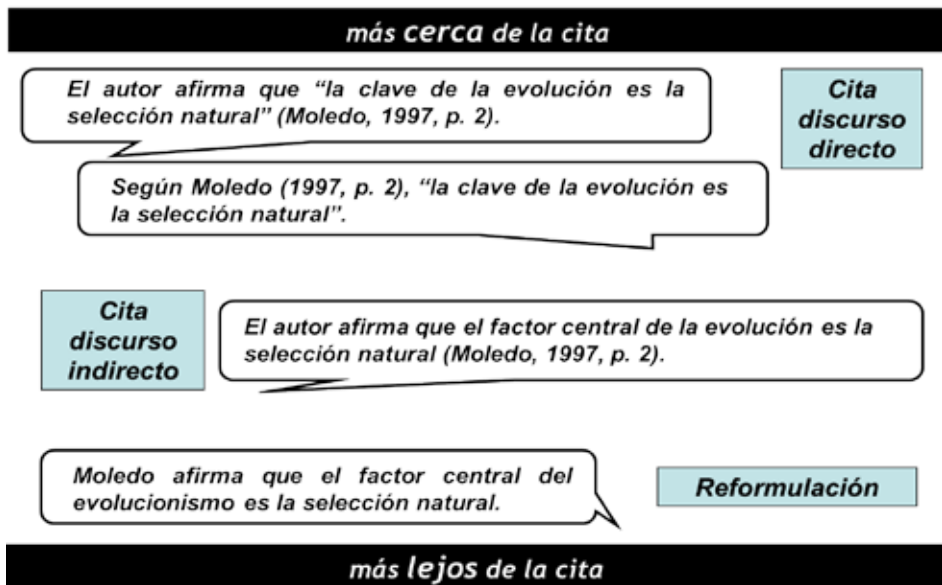 más cerca de la cita
El autor afirma que “la clave de la evolución es la
selección natural” (Moledo, 1997, p. 2).
Cita
discurso
directo
Según Moledo (1997, p. 2), “la clave de la evolución es
la selección natural”.
Cita
discurso
indirecto
El autor afirma que el factor central de la evolución es la
selección natural (Moledo, 1997, p. 2).
Moledo afirma que el factor central del
evolucionismo es la selección natural.
Reformulación
más lejos de la cita